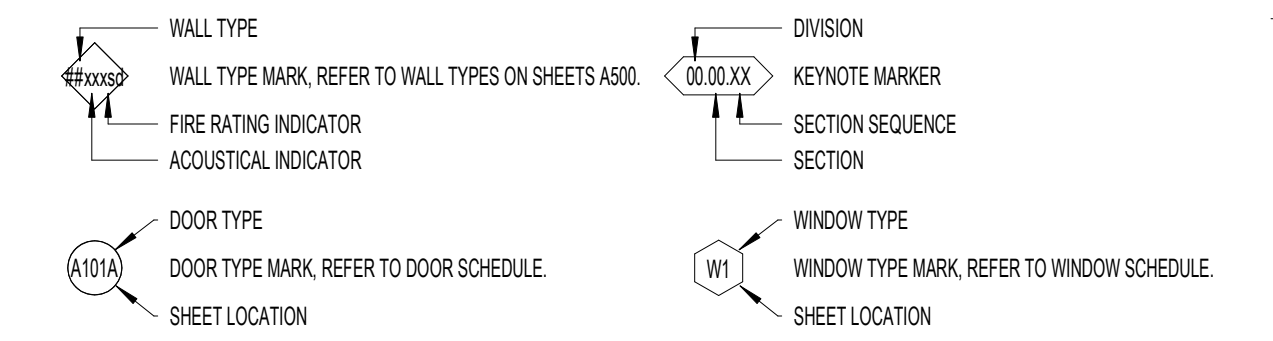 WALL TYPE
##xxxsd
WALL TYPE MARK, REFER TO WALL TYPES ON SHEETS A500.
FIRE RATING INDICATOR
ACOUSTICAL INDICATOR
DIVISION
00.00.XX
KEYNOTE MARKER
SECTION SEQUENCE
SECTION
DOOR TYPE
A101A
DOOR TYPE MARK, REFER TO DOOR SCHEDULE.
SHEET LOCATION
WINDOW TYPE
W1
WINDOW TYPE MARK, REFER TO WINDOW SCHEDULE.
SHEET LOCATION